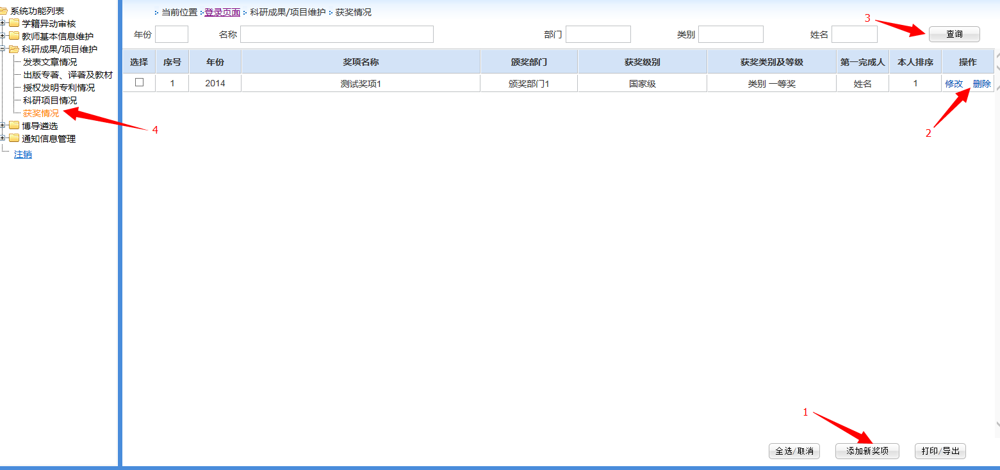 系统功能列表
学籍异动审核
教师基本信息维护
科研成果/项目维护
发表文章情况
出版专著、译著及教材
授权发明专利情况
科研项目情况
获奖情况
博导遴选
通知信息管理
注销
4
当前位置 登录页面 科研成果/项目维护 获奖情况
3
年份 名称 部门 类别 姓名 查询
选择 序号 年份 奖项名称 颁奖部门 获奖级别 获奖类别及等级 第一完成人 本人排序 操作
1 2014 测试奖项1 颁奖部门1 国家级 类别 一等奖 姓名 1 修改 删除
2
1
全选/取消 添加新奖项 打印/导出